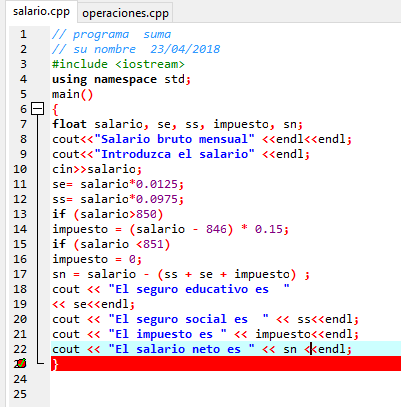 salario.cpp operaciones.cpp
1 // programa  suma
2 // su nombre  23/04/2018
3 #include <iostream>
4 using namespace std;
5 main()
6 {
7 float salario, se, ss, impuesto, sn;
8 cout<<"Salario bruto mensual" <<endl<<endl;
9 cout<<"Introduzca el salario" <<endl;
10 cin>>salario;
11 se= salario*0.0125;
12 ss= salario*0.0975;
13 if (salario>850)
14 impuesto = (salario - 846) * 0.15;
15 if (salario <851)
16 impuesto = 0;
17 sn = salario - (ss + se + impuesto) ;
18 cout << "El seguro educativo es  "
19 << se<<endl;
20 cout << "El seguro social es  " << ss<<endl;
21 cout << "El impuesto es " << impuesto<<endl;
22 cout << "El salario neto es " << sn <<endl;
23 }
24
25